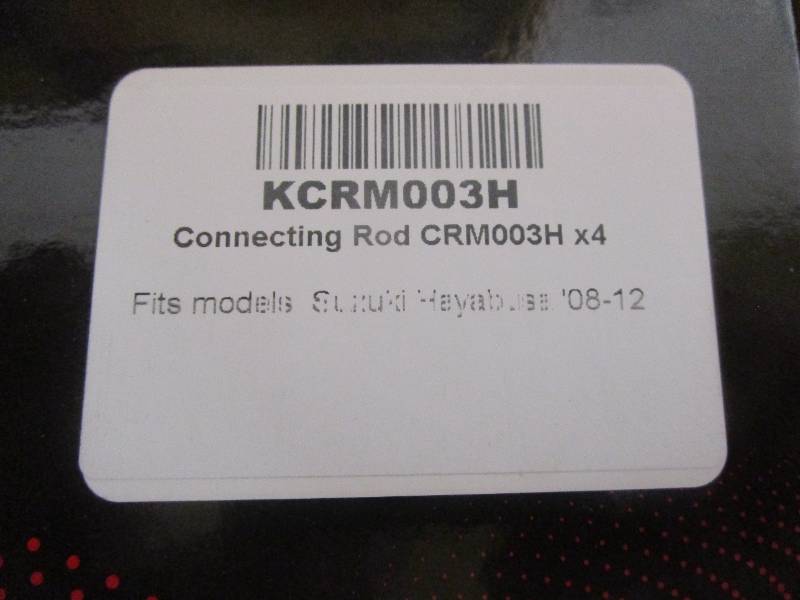 KCRM003H
Connecting Rod CRM003H x4
Fits models Suzuki Hayabusa '08-12